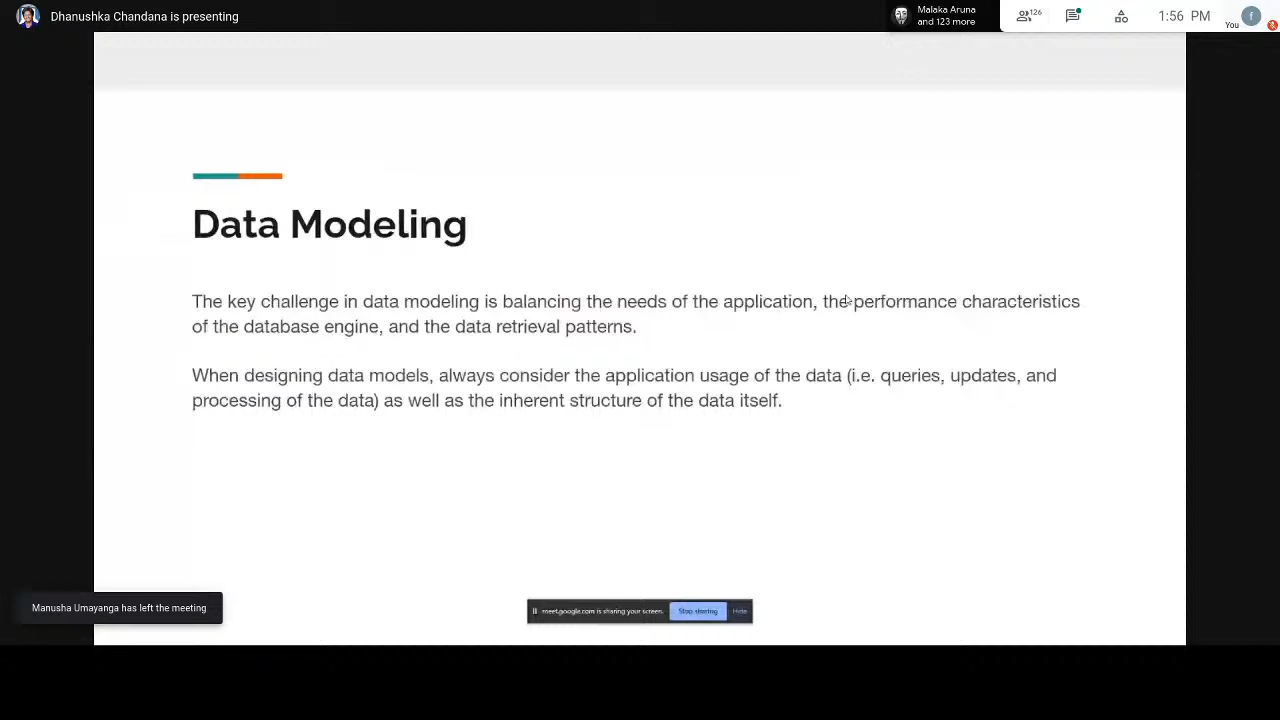 Dhanushka Chandana is presenting
Malaka Aruna
and 123 more
126
1:56 PM
You
f
Data Modeling
The key challenge in data modeling is balancing the needs of the application, the performance characteristics
of the database engine, and the data retrieval patterns.
When designing data models, always consider the application usage of the data (i.e. queries, updates, and
processing of the data) as well as the inherent structure of the data itself.
Manusha Umayanga has left the meeting
meet.google.com is sharing your screen.
Stop sharing
Hide